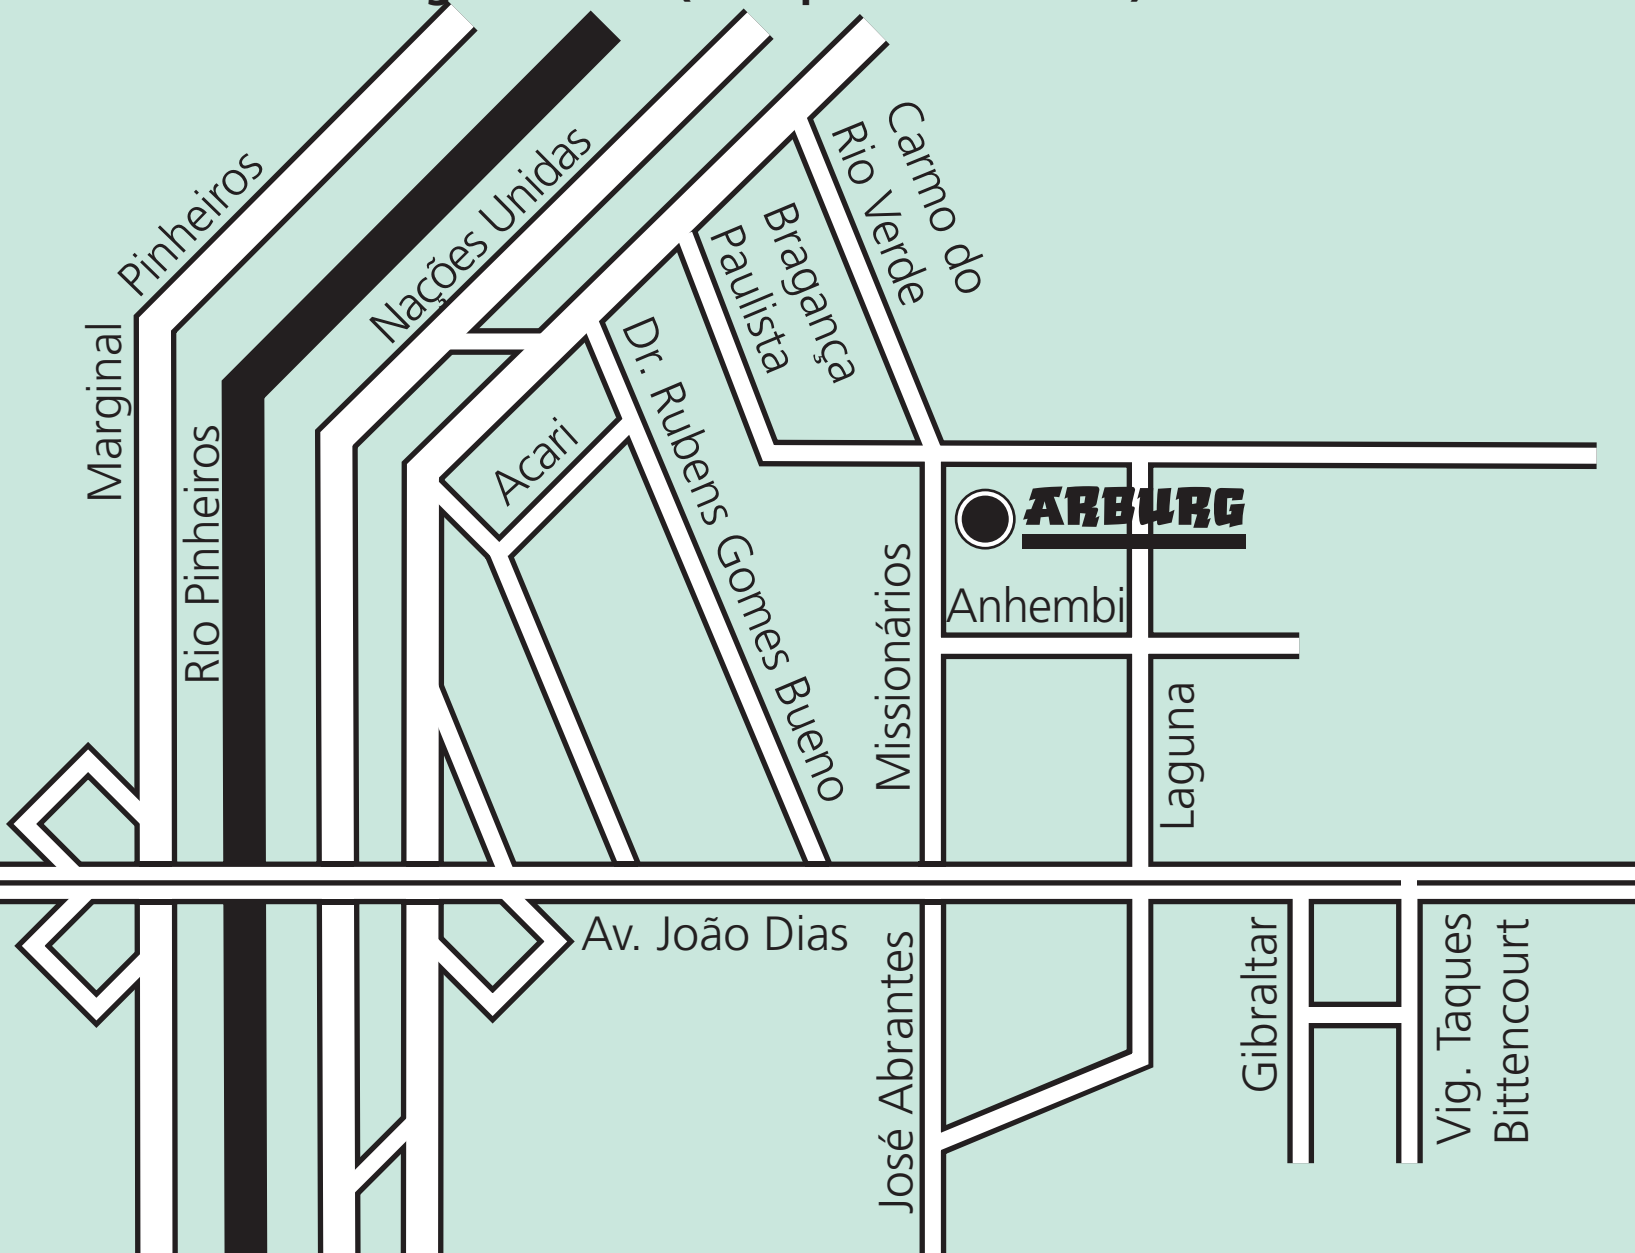 Carmo do
Rio Verde
Bragança
Paulista
Nações Unidas
Pinheiros
Marginal
Dr. Rubens Gomes Bueno
Acari
Rio Pinheiros
ARBURG
Anhembi
Missionários
Laguna
Av. João Dias
José Abrantes
Gibraltar
Vig. Taques
Bittencourt